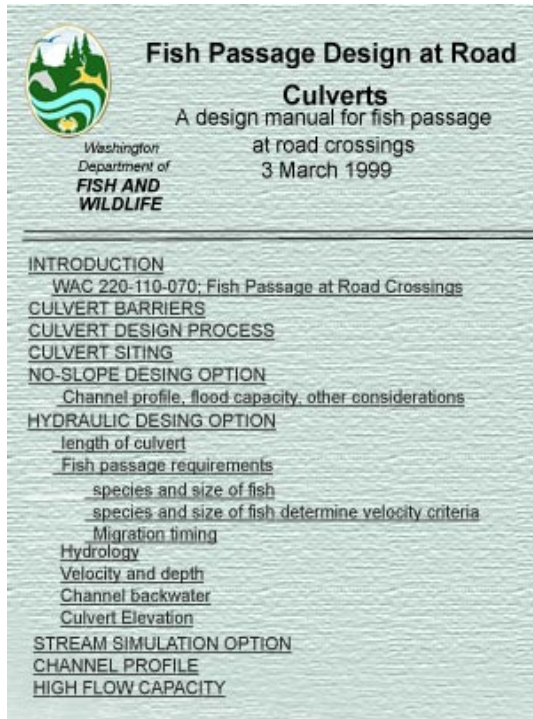 Fish Passage Design at Road
Culverts
A design manual for fish passage
at road crossings
3 March 1999
Washington
Department of
FISH AND
WILDLIFE
INTRODUCTION
WAC 220-110-070; Fish Passage at Road Crossings
CULVERT BARRIERS
CULVERT DESIGN PROCESS
CULVERT SITING
NO-SLOPE DESING OPTION
Channel profile, flood capacity, other considerations
HYDRAULIC DESING OPTION
length of culvert
Fish passage requirements
species and size of fish
species and size of fish determine velocity criteria
Migration timing
Hydrology
Velocity and depth
Channel backwater
Culvert Elevation
STREAM SIMULATION OPTION
CHANNEL PROFILE
HIGH FLOW CAPACITY